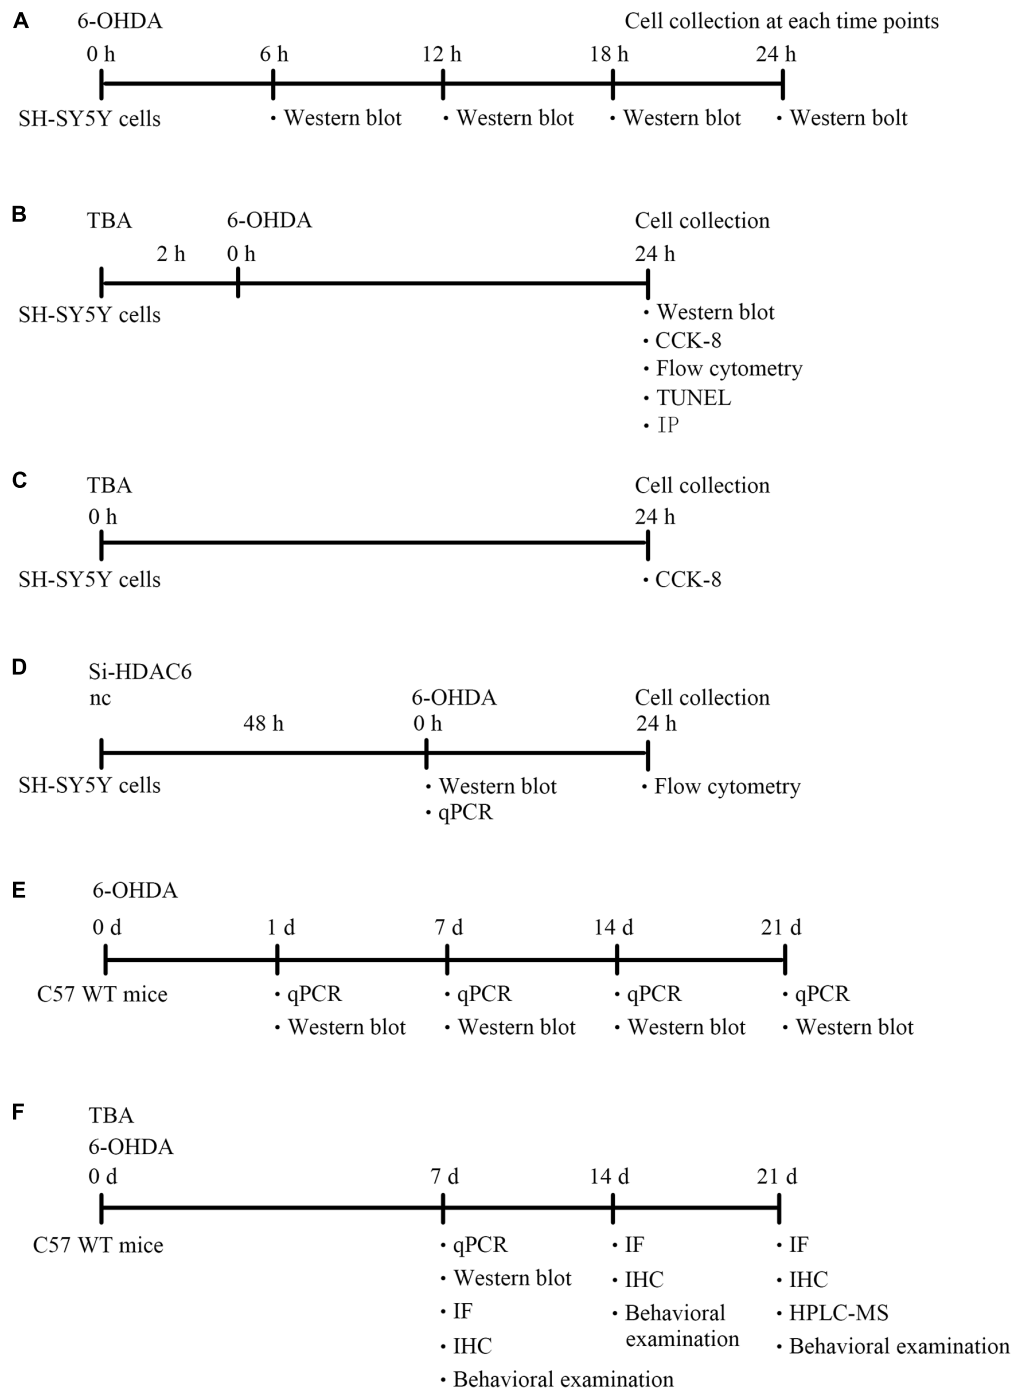 A
6-OHDA Cell collection at each time points
0 h 6 h 12 h 18 h 24 h
SH-SY5Y cells · Western blot · Western blot · Western blot · Western bolt
B
TBA 6-OHDA Cell collection
2 h 0 h 24 h
SH-SY5Y cells · Western blot
· CCK-8
· Flow cytometry
· TUNEL
· IP
C
TBA Cell collection
0 h 24 h
SH-SY5Y cells · CCK-8
D
Si-HDAC6
nc 6-OHDA Cell collection
48 h 0 h 24 h
SH-SY5Y cells · Western blot · Flow cytometry
· qPCR
E
6-OHDA
0 d 1 d 7 d 14 d 21 d
C57 WT mice · qPCR · qPCR · qPCR · qPCR
· Western blot · Western blot · Western blot · Western blot
F
TBA
6-OHDA
0 d 7 d 14 d 21 d
C57 WT mice · qPCR · IF · IF
· Western blot · IHC · IHC
· IF · Behavioral · HPLC-MS
examination
· IHC · Behavioral examination
· Behavioral examination